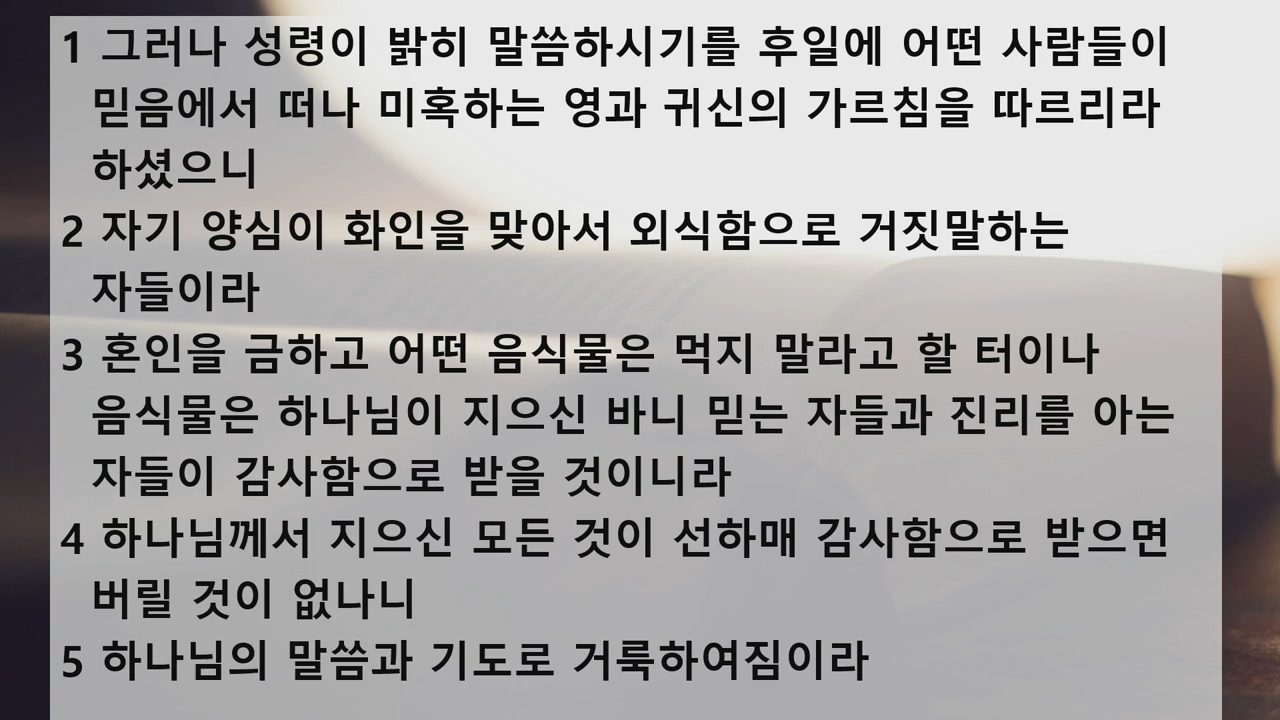 1 그러나 성령이 밝히 말씀하시기를 후일에 어떤 사람들이
믿음에서 떠나 미혹하는 영과 귀신의 가르침을 따르리라
하셨으니
2 자기 양심이 화인을 맞아서 외식함으로 거짓말하는
자들이라
3 혼인을 금하고 어떤 음식물은 먹지 말라고 할 터이나
음식물은 하나님이 지으신 바니 믿는 자들과 진리를 아는
자들이 감사함으로 받을 것이니라
4 하나님께서 지으신 모든 것이 선하매 감사함으로 받으면
버릴 것이 없나니
5 하나님의 말씀과 기도로 거룩하여짐이라